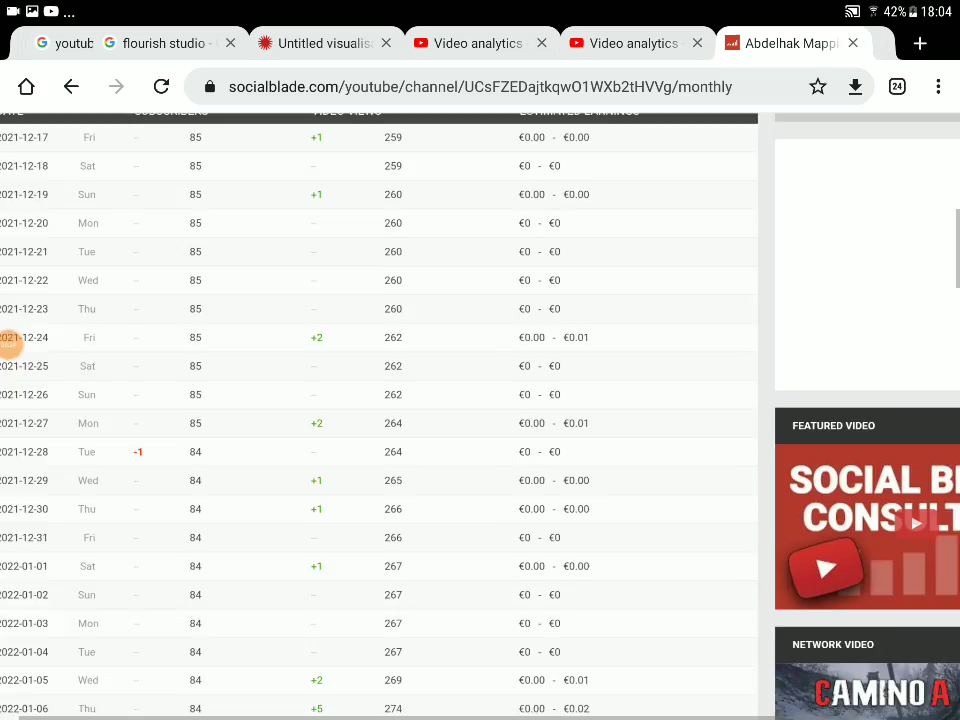 ...
42% 18:04
youtub
flourish studio -
Untitled visualis
Video analytics
Video analytics
Abdelhak Mappi
socialblade.com/youtube/channel/UCsFZEDajtkqwO1WXb2tHVVg/monthly
24
SUBSCRIBERS VIDEO VIEWS ESTIMATED EARNINGS
2021-12-17 Fri – 85 +1 259 €0.00 - €0.00
2021-12-18 Sat – 85 – 259 €0 - €0
2021-12-19 Sun – 85 +1 260 €0.00 - €0.00
2021-12-20 Mon – 85 – 260 €0 - €0
2021-12-21 Tue – 85 – 260 €0 - €0
2021-12-22 Wed – 85 – 260 €0 - €0
2021-12-23 Thu – 85 – 260 €0 - €0
2021-12-24 Fri – 85 +2 262 €0.00 - €0.01
2021-12-25 Sat – 85 – 262 €0 - €0
2021-12-26 Sun – 85 – 262 €0 - €0
2021-12-27 Mon – 85 +2 264 €0.00 - €0.01
2021-12-28 Tue -1 84 – 264 €0 - €0
2021-12-29 Wed – 84 +1 265 €0.00 - €0.00
2021-12-30 Thu – 84 +1 266 €0.00 - €0.00
2021-12-31 Fri – 84 – 266 €0 - €0
2022-01-01 Sat – 84 +1 267 €0.00 - €0.00
2022-01-02 Sun – 84 – 267 €0 - €0
2022-01-03 Mon – 84 – 267 €0 - €0
2022-01-04 Tue – 84 – 267 €0 - €0
2022-01-05 Wed – 84 +2 269 €0.00 - €0.01
2022-01-06 Thu – 84 +5 274 €0.00 - €0.02
FEATURED VIDEO
SOCIAL BL
CONSULT
NETWORK VIDEO
CAMINO A